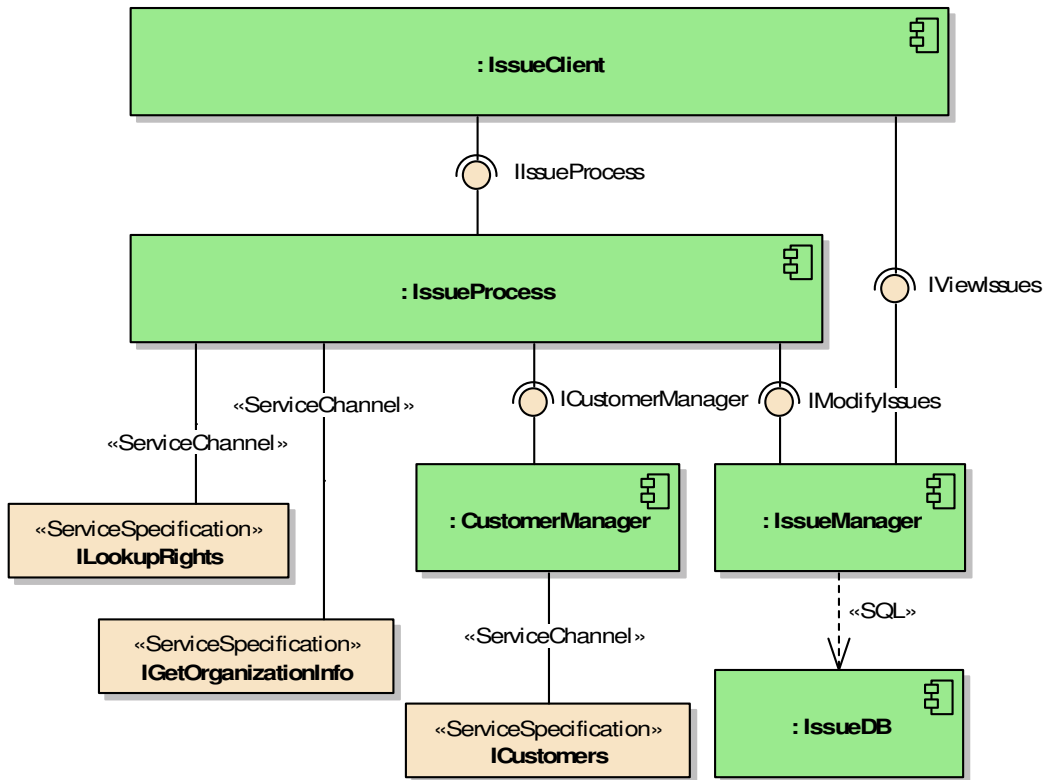 : IssueClient
IIssueProcess
: IssueProcess
IViewIssues
«ServiceChannel»
ICustomerManager
IModifyIssues
«ServiceChannel»
«ServiceSpecification»
ILookupRights
: CustomerManager
: IssueManager
«SQL»
«ServiceSpecification»
IGetOrganizationInfo
«ServiceChannel»
«ServiceSpecification»
ICustomers
: IssueDB